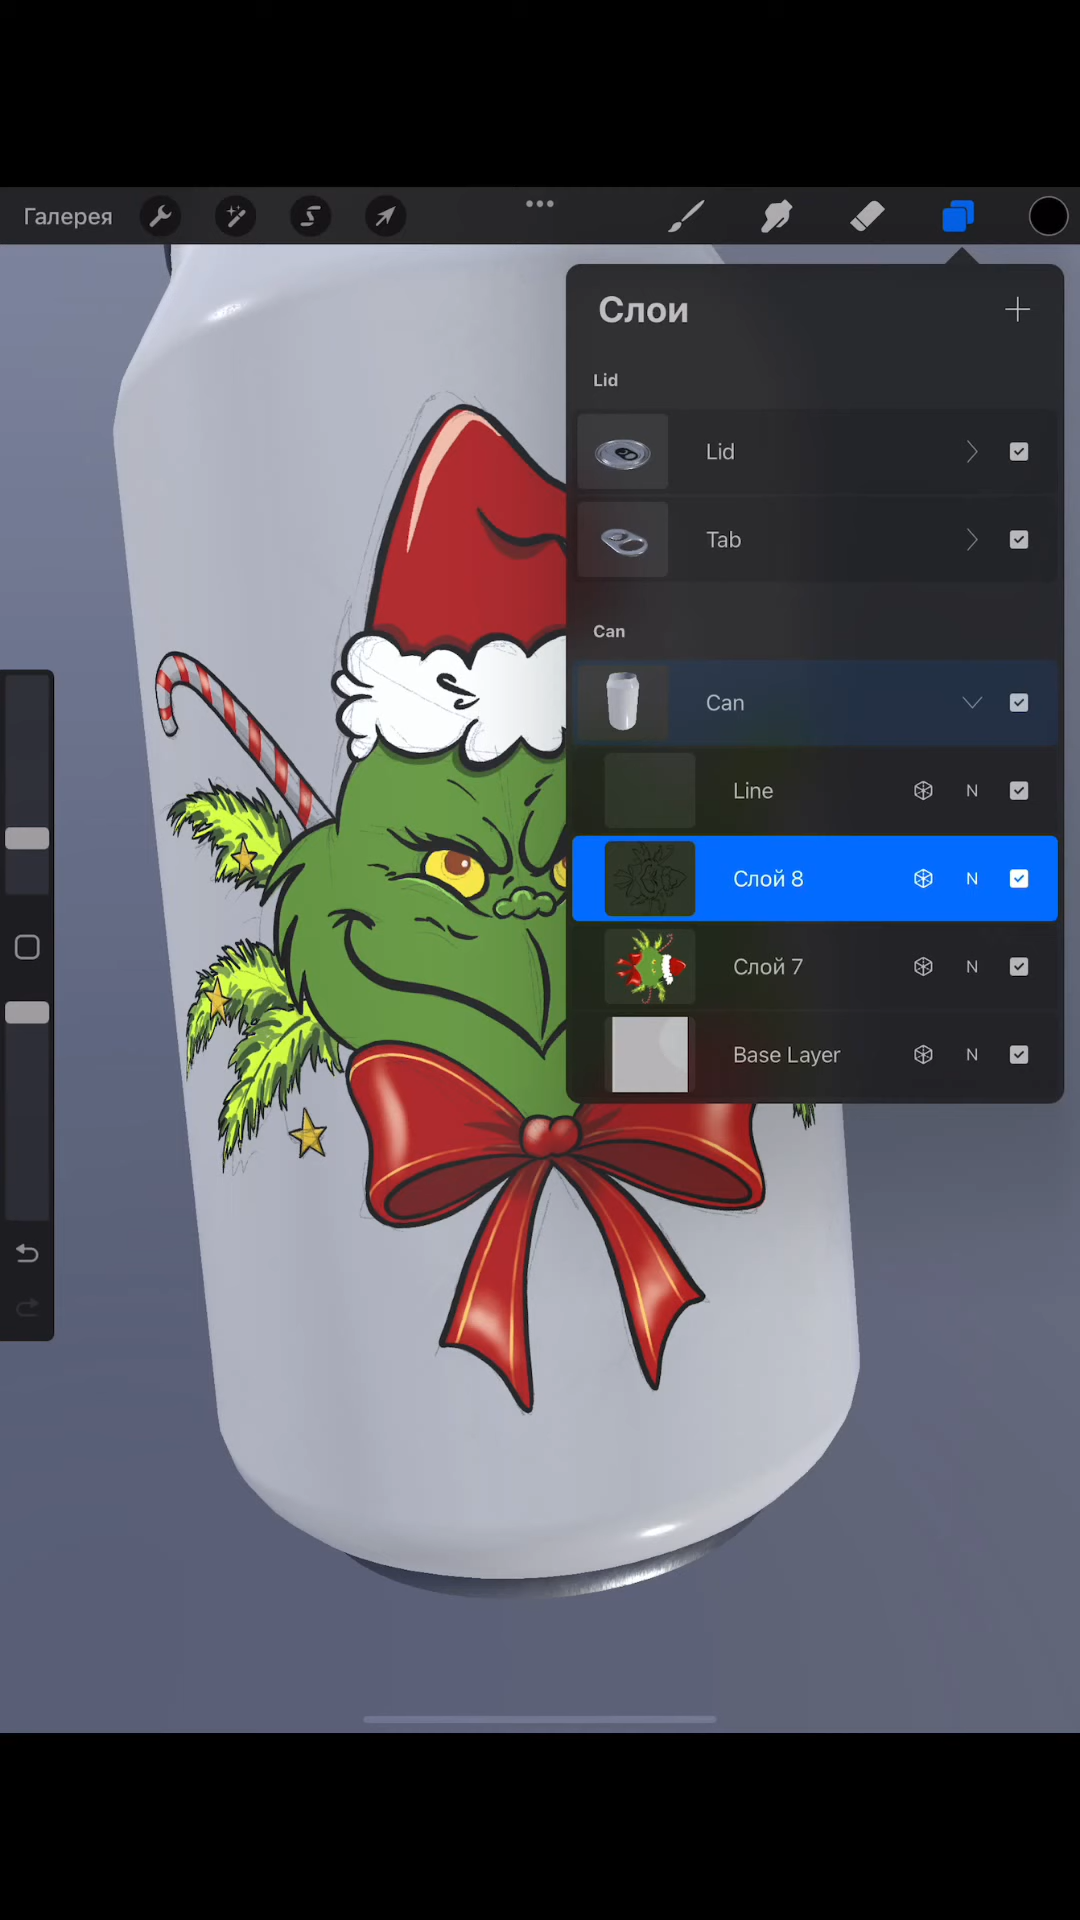 Галерея
Слои
Lid
Lid
Tab
Can
Can
Line N
Слой 8 N
Слой 7 N
Base Layer N